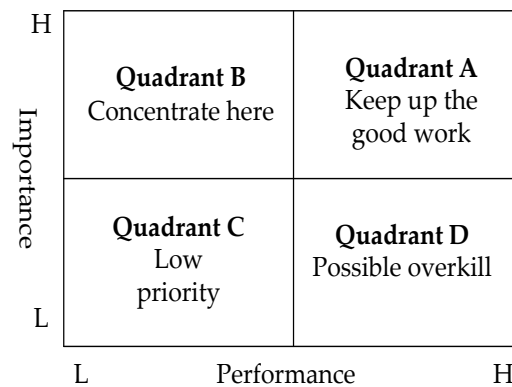 H
Quadrant B
Concentrate here
Quadrant A
Keep up the
good work
Importance
Quadrant C
Low
priority
Quadrant D
Possible overkill
L
L
Performance
H